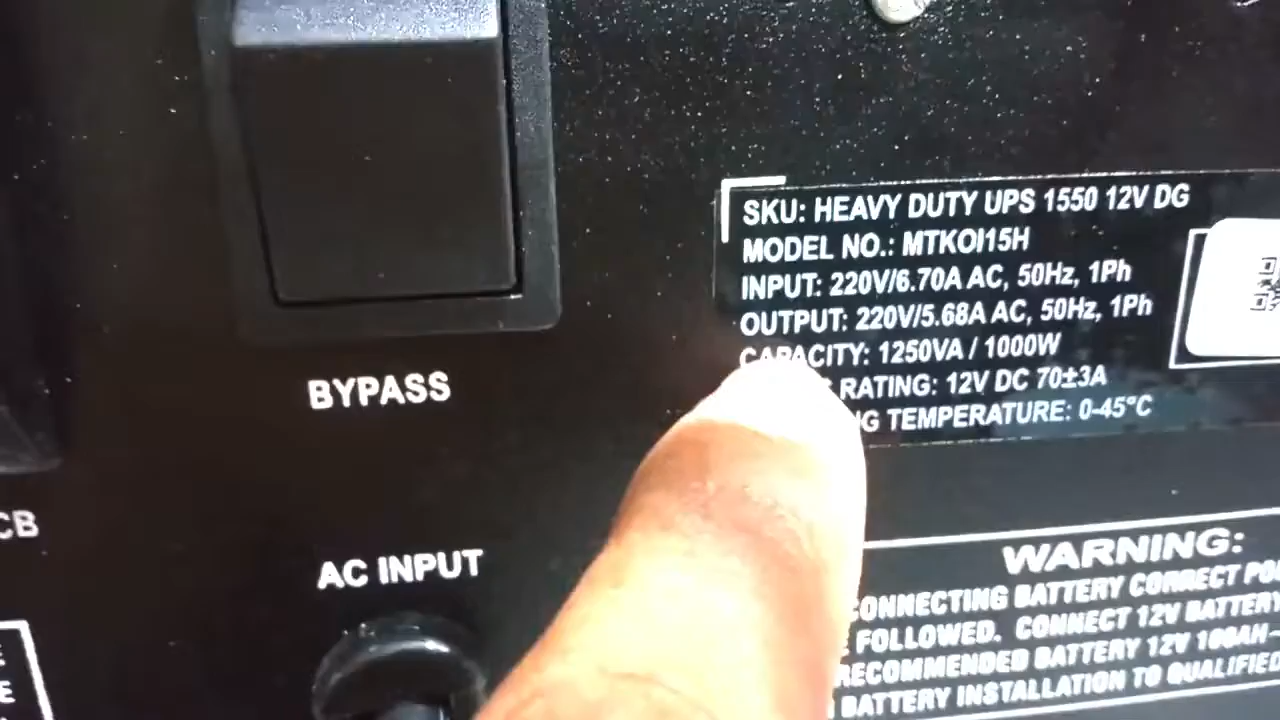 SKU: HEAVY DUTY UPS 1550 12V DG
MODEL NO.: MTKOI15H
INPUT: 220V/6.70A AC, 50Hz, 1Ph
OUTPUT: 220V/5.68A AC, 50Hz, 1Ph
CAPACITY: 1250VA / 1000W
RATING: 12V DC 70±3A
TEMPERATURE: 0-45°C
BYPASS
CB
AC INPUT
WARNING:
CONNECTING BATTERY CORRECT
FOLLOWED. CONNECT 12V BATTERY
RECOMMENDED BATTERY 12V 100AH-
BATTERY INSTALLATION TO QUALIFIED